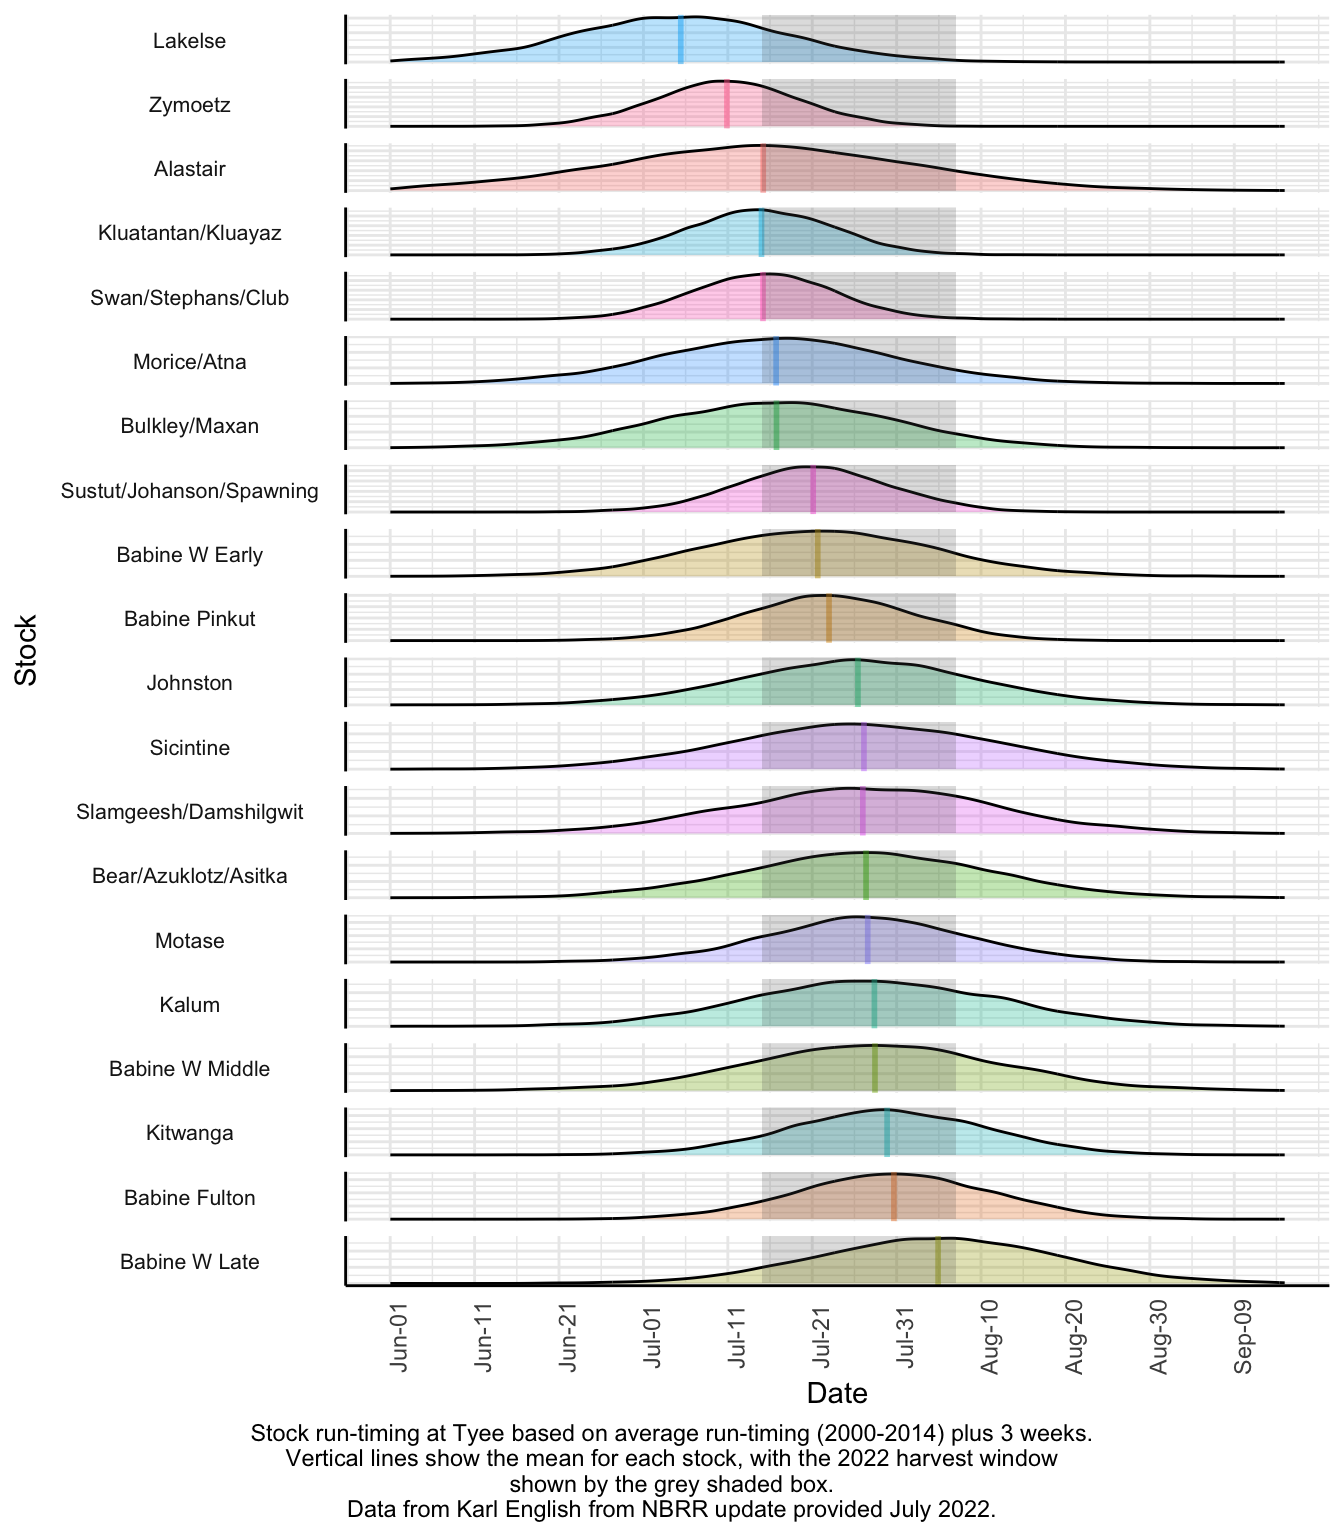 Lakelse
Zymoetz
Alastair
Kluatantan/Kluayaz
Swan/Stephans/Club
Morice/Atna
Bulkley/Maxan
Sustut/Johanson/Spawning
Babine W Early
Babine Pinkut
Johnston
Sicintine
Slamgeesh/Damshilgwit
Bear/Azuklotz/Asitka
Motase
Kalum
Babine W Middle
Kitwanga
Babine Fulton
Babine W Late
Stock
Jun-01
Jun-11
Jun-21
Jul-01
Jul-11
Jul-21
Jul-31
Aug-10
Aug-20
Aug-30
Sep-09
Date
Stock run-timing at Tyee based on average run-timing (2000-2014) plus 3 weeks.
Vertical lines show the mean for each stock, with the 2022 harvest window
shown by the grey shaded box.
Data from Karl English from NBRR update provided July 2022.